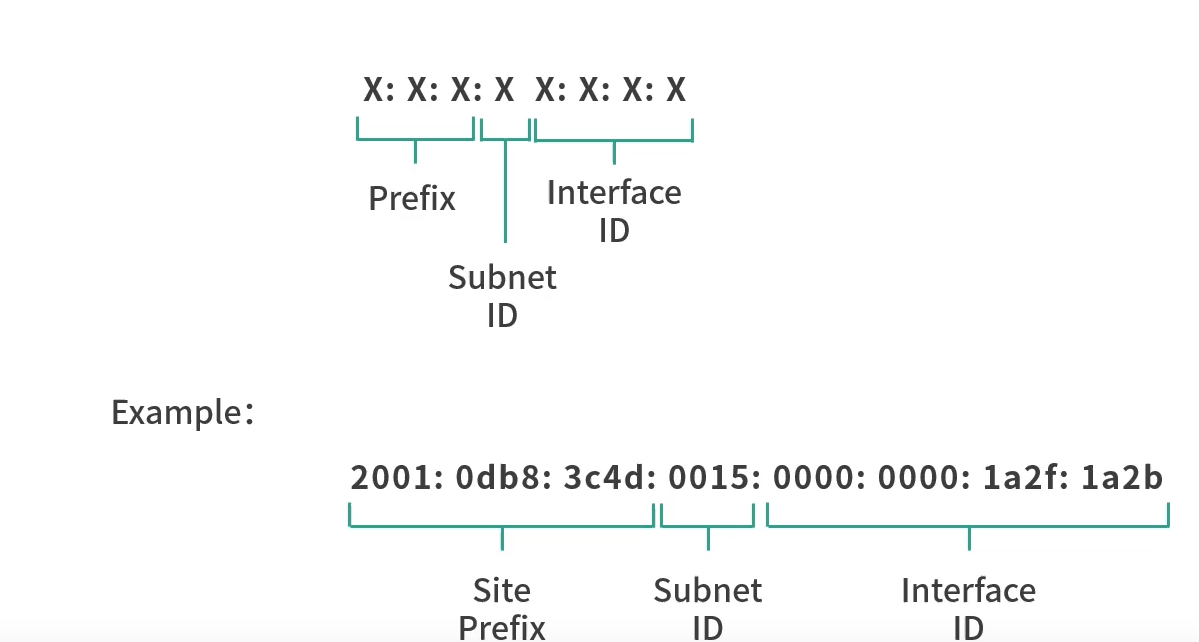 X: X: X: X X: X: X: X
Prefix
Interface
ID
Subnet
ID
Example:
2001: 0db8: 3c4d: 0015: 0000: 0000: 1a2f: 1a2b
Site
Prefix
Subnet
ID
Interface
ID